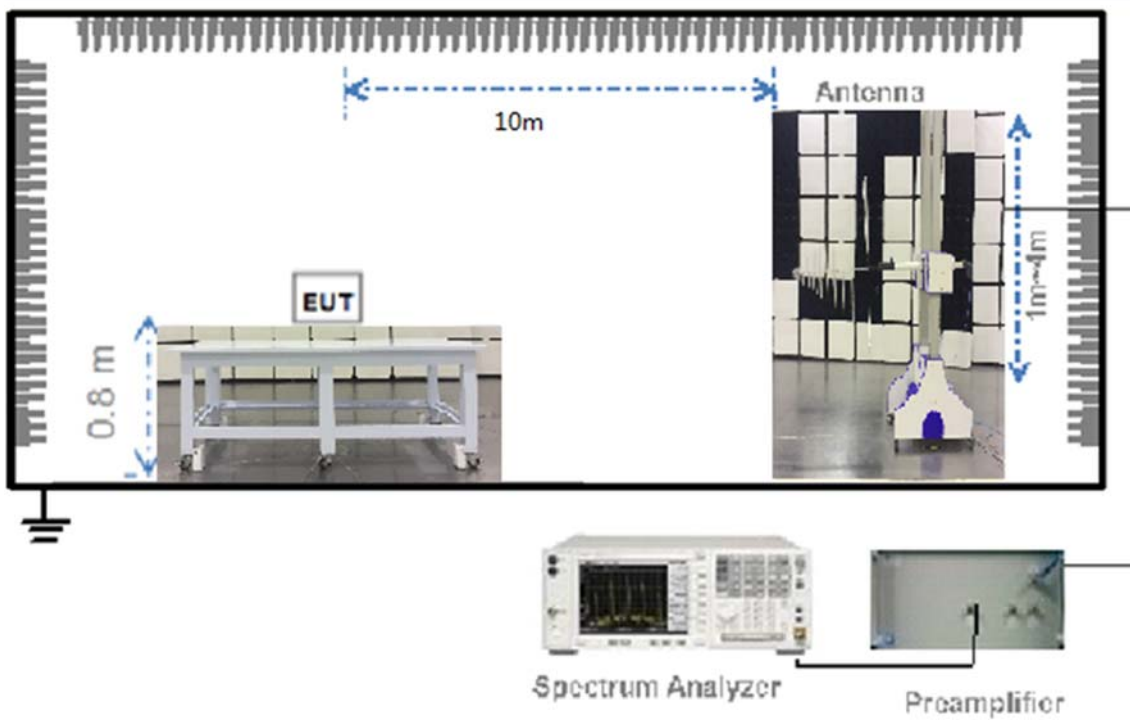 Antenna
10m
1m~4m
EUT
0.8 m
Spectrum Analyzer
Preamplifier